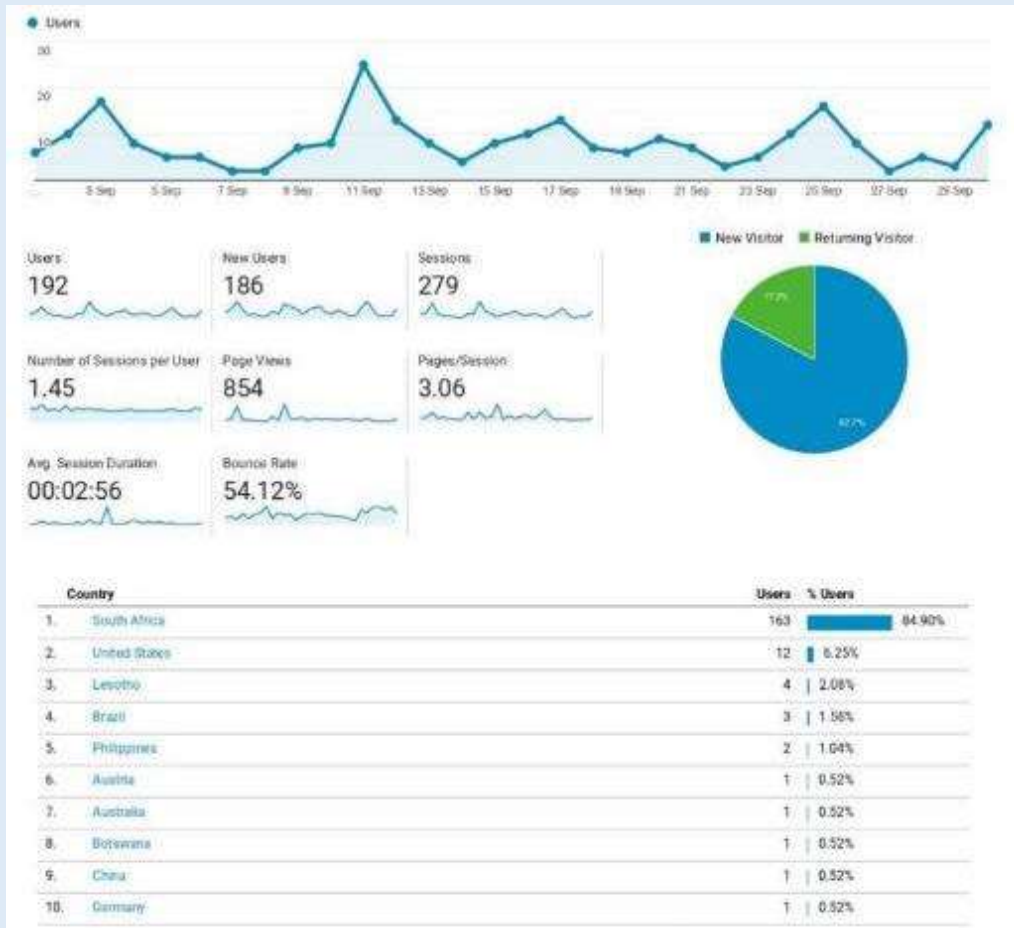 Users
30
20
10
3 Sep 5 Sep 7 Sep 9 Sep 11 Sep 13 Sep 15 Sep 17 Sep 19 Sep 21 Sep 23 Sep 25 Sep 27 Sep 29 Sep
New Visitor Returning Visitor
Users New Users Sessions
192 186 279
17.3%
Number of Sessions per User Page Views Pages/Session
1.45 854 3.06
82.7%
Avg. Session Duration Bounce Rate
00:02:56 54.12%
Country Users % Users
1. South Africa 163 84.90%
2. United States 12 6.25%
3. Lesotho 4 2.08%
4. Brazil 3 1.56%
5. Philippines 2 1.04%
6. Austria 1 0.52%
7. Australia 1 0.52%
8. Botswana 1 0.52%
9. China 1 0.52%
10. Germany 1 0.52%